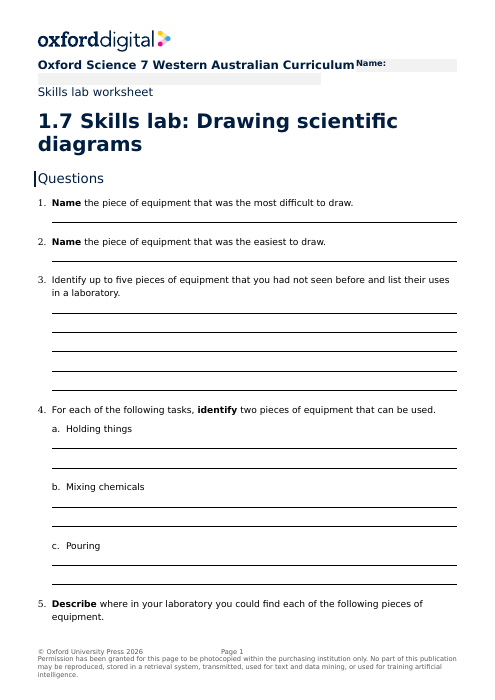 oxforddigital
Oxford Science 7 Western Australian Curriculum Name:
Skills lab worksheet
1.7 Skills lab: Drawing scientific
diagrams
Questions
1. Name the piece of equipment that was the most difficult to draw.
2. Name the piece of equipment that was the easiest to draw.
3. Identify up to five pieces of equipment that you had not seen before and list their uses
in a laboratory.
4. For each of the following tasks, identify two pieces of equipment that can be used.
a. Holding things
b. Mixing chemicals
c. Pouring
5. Describe where in your laboratory you could find each of the following pieces of
equipment.
© Oxford University Press 2026 Page 1
Permission has been granted for this page to be photocopied within the purchasing institution only. No part of this publication
may be reproduced, stored in a retrieval system, transmitted, used for text and data mining, or used for training artificial
intelligence.